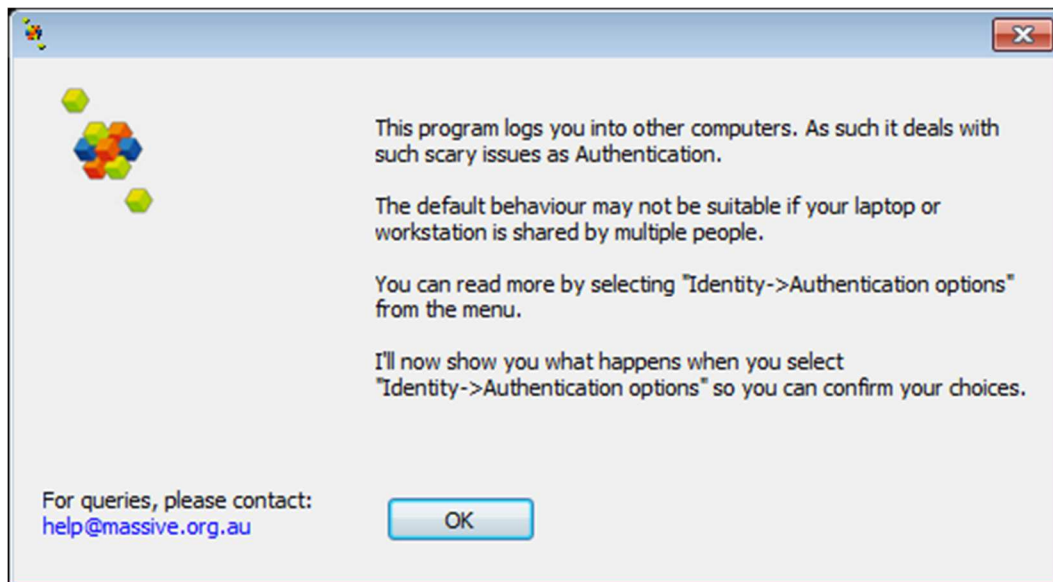 This program logs you into other computers. As such it deals with
such scary issues as Authentication.
The default behaviour may not be suitable if your laptop or
workstation is shared by multiple people.
You can read more by selecting "Identity->Authentication options"
from the menu.
I'll now show you what happens when you select
"Identity->Authentication options" so you can confirm your choices.
For queries, please contact:
help@massive.org.au
OK